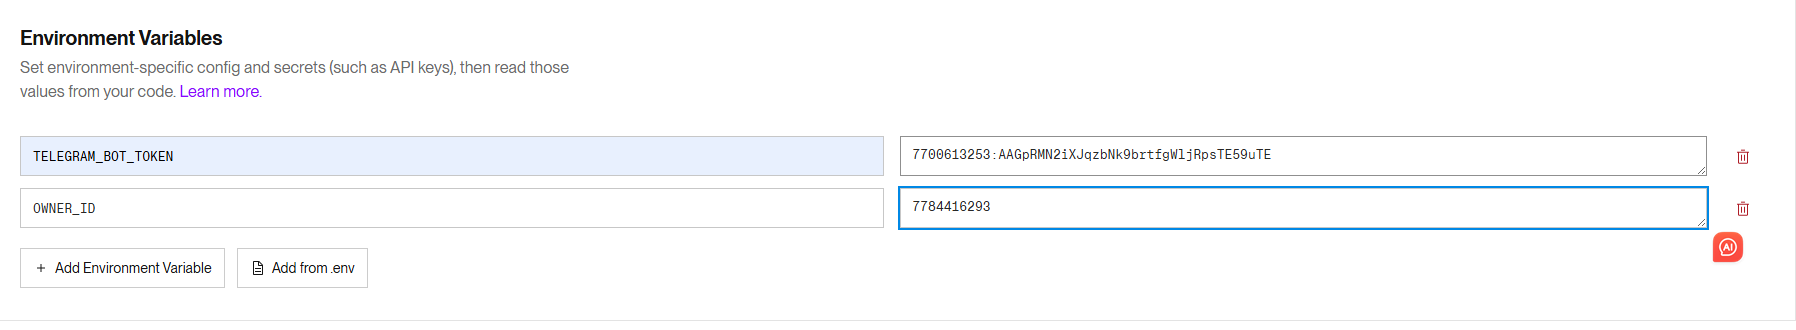 Environment Variables
Set environment-specific config and secrets (such as API keys), then read those
values from your code. Learn more.
TELEGRAM_BOT_TOKEN
7700613253:AAGpRMN2iXJqzbNk9brtfgWljRpsTE59uTE
OWNER_ID
7784416293
+ Add Environment Variable
Add from .env
AI